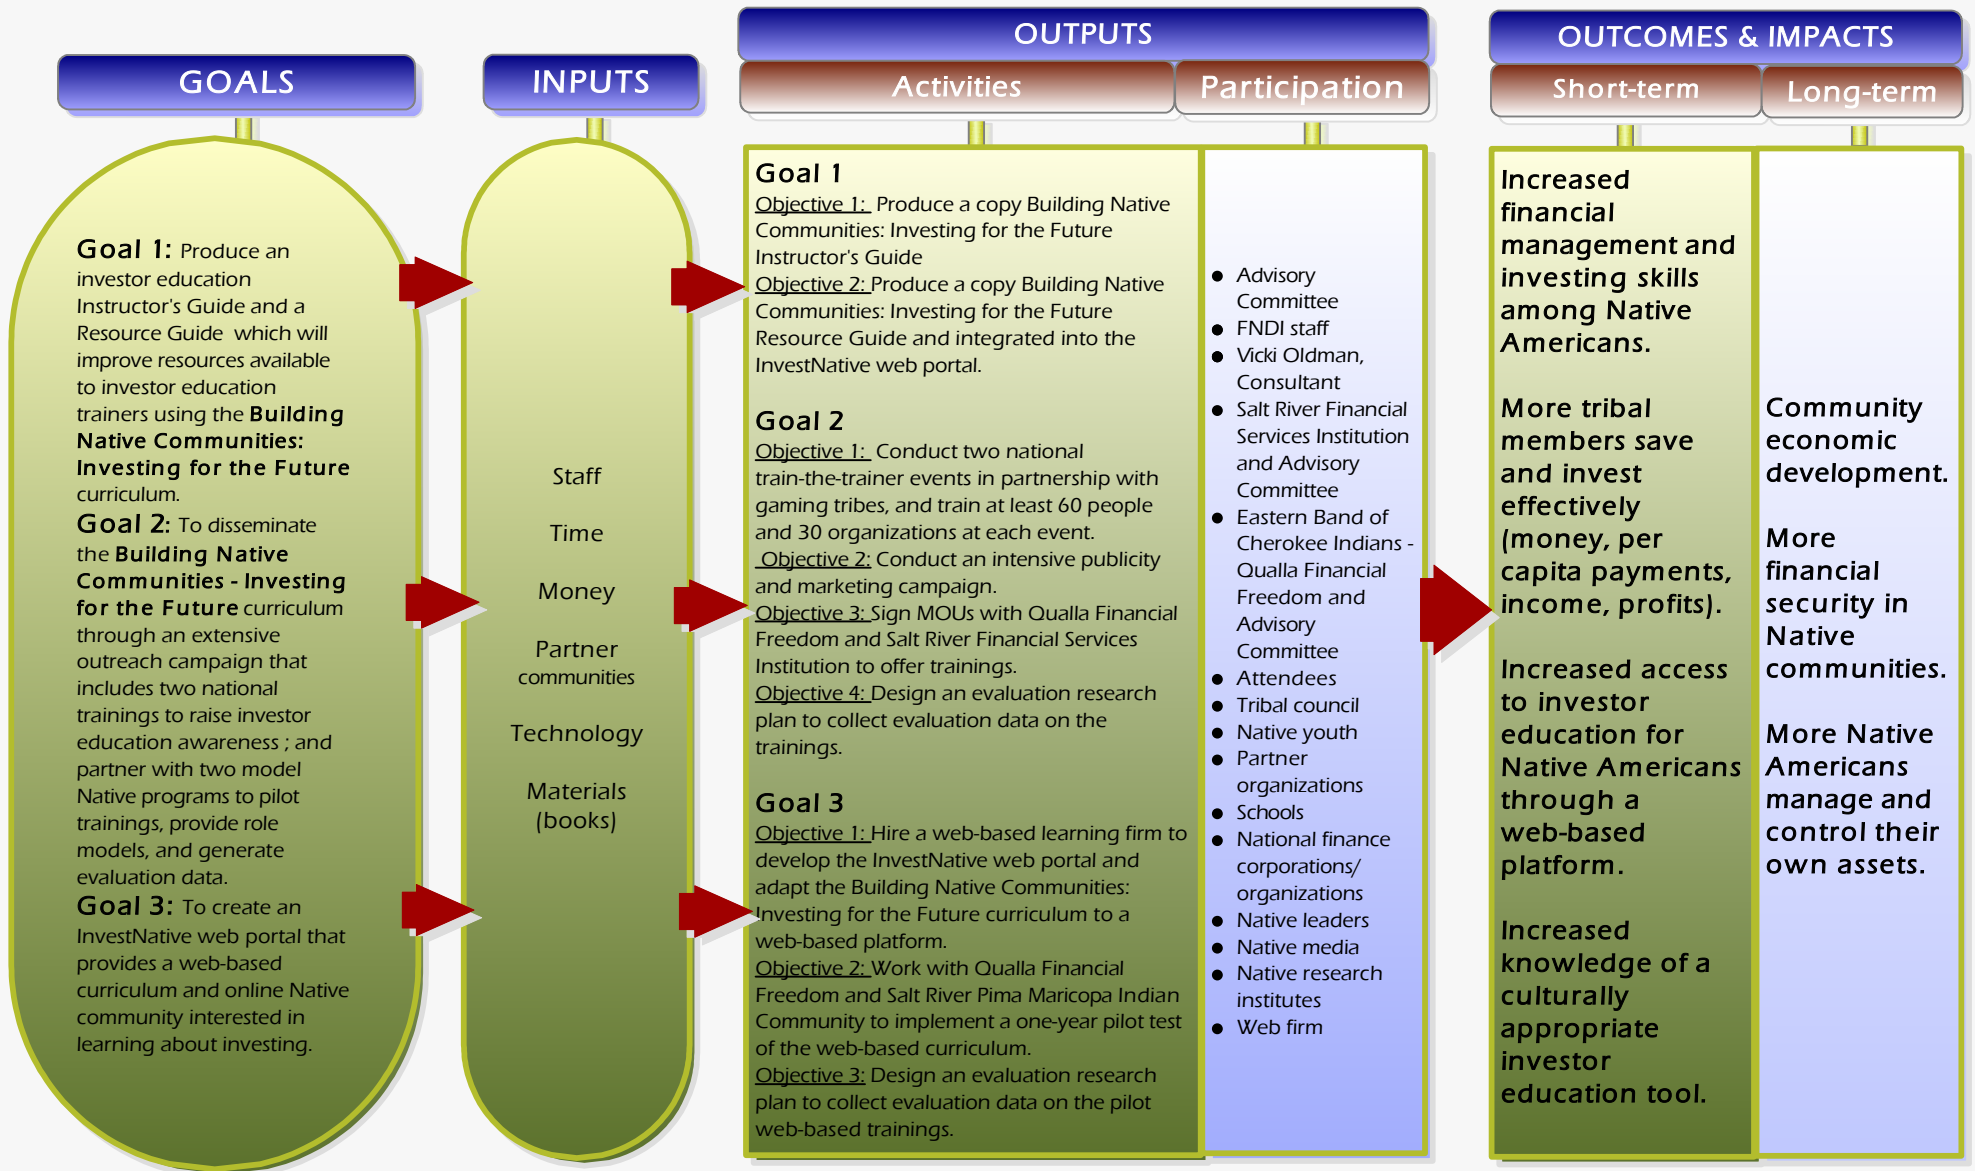 GOALS
Goal 1: Produce an
investor education
Instructor's Guide and a
Resource Guide which will
improve resources available
to investor education
trainers using the Building
Native Communities:
Investing for the Future
curriculum.
Goal 2: To disseminate
the Building Native
Communities - Investing
for the Future curriculum
through an extensive
outreach campaign that
includes two national
trainings to raise investor
education awareness ; and
partner with two model
Native programs to pilot
trainings, provide role
models, and generate
evaluation data.
Goal 3: To create an
InvestNative web portal that
provides a web-based
curriculum and online Native
community interested in
learning about investing.
INPUTS
Staff
Time
Money
Partner
communities
Technology
Materials
(books)
OUTPUTS
Activities
Goal 1
Objective 1: Produce a copy Building Native
Communities: Investing for the Future
Instructor's Guide
Objective 2: Produce a copy Building Native
Communities: Investing for the Future
Resource Guide and integrated into the
InvestNative web portal.
Goal 2
Objective 1: Conduct two national
train-the-trainer events in partnership with
gaming tribes, and train at least 60 people
and 30 organizations at each event.
Objective 2: Conduct an intensive publicity
and marketing campaign.
Objective 3: Sign MOUs with Qualla Financial
Freedom and Salt River Financial Services
Institution to offer trainings.
Objective 4: Design an evaluation research
plan to collect evaluation data on the
trainings.
Goal 3
Objective 1: Hire a web-based learning firm to
develop the InvestNative web portal and
adapt the Building Native Communities:
Investing for the Future curriculum to a
web-based platform.
Objective 2: Work with Qualla Financial
Freedom and Salt River Pima Maricopa Indian
Community to implement a one-year pilot test
of the web-based curriculum.
Objective 3: Design an evaluation research
plan to collect evaluation data on the pilot
web-based trainings.
Participation
● Advisory
Committee
● FNDI staff
● Vicki Oldman,
Consultant
● Salt River Financial
Services Institution
and Advisory
Committee
● Eastern Band of
Cherokee Indians -
Qualla Financial
Freedom and
Advisory
Committee
● Attendees
● Tribal council
● Native youth
● Partner
organizations
● Schools
● National finance
corporations/
organizations
● Native leaders
● Native media
● Native research
institutes
● Web firm
OUTCOMES & IMPACTS
Short-term
Increased
financial
management and
investing skills
among Native
Americans.
More tribal
members save
and invest
effectively
(money, per
capita payments,
income, profits).
Increased access
to investor
education for
Native Americans
through a
web-based
platform.
Increased
knowledge of a
culturally
appropriate
investor
education tool.
Long-term
Community
economic
development.
More
financial
security in
Native
communities.
More Native
Americans
manage and
control their
own assets.